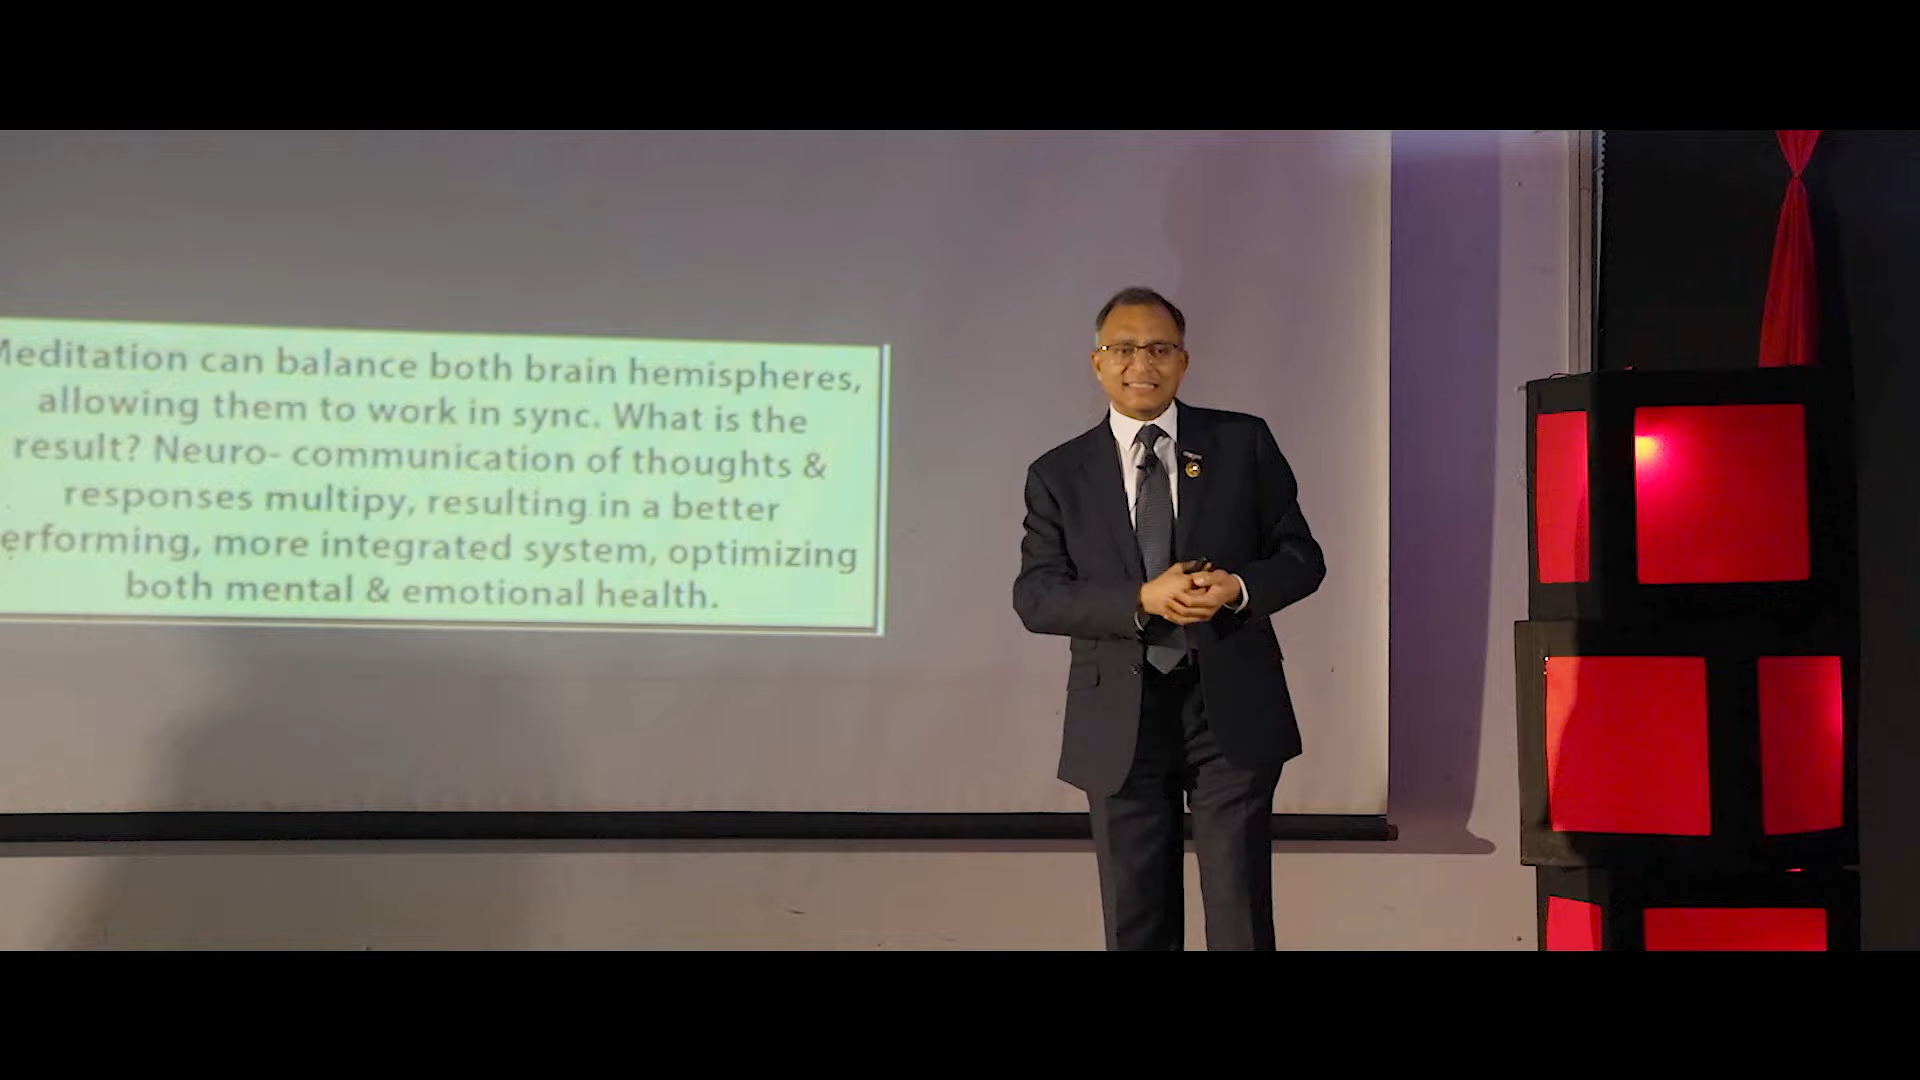 Meditation can balance both brain hemispheres,
allowing them to work in sync. What is the
result? Neuro- communication of thoughts &
responses multipy, resulting in a better
erforming, more integrated system, optimizing
both mental & emotional health.